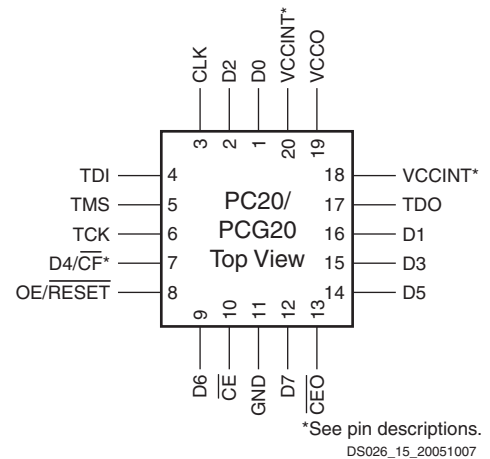 CLK
D2
D0
VCCINT*
VCCO
3
2
1
20
19
TDI 4
TMS 5
TCK 6
D4/CF* 7
OE/RESET 8
PC20/
PCG20
Top View
18 VCCINT*
17 TDO
16 D1
15 D3
14 D5
9
10
11
12
13
D6
CE
GND
D7
CEO
*See pin descriptions.
DS026_15_20051007